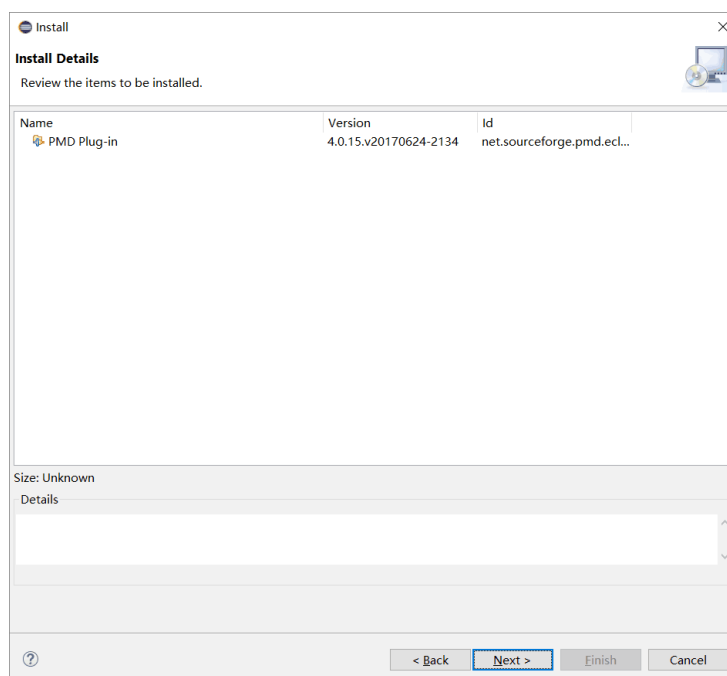 Install
Install Details
Review the items to be installed.
Name Version Id
PMD Plug-in 4.0.15.v20170624-2134 net.sourceforge.pmd.ecl...
Size: Unknown
Details
< Back Next > Finish Cancel